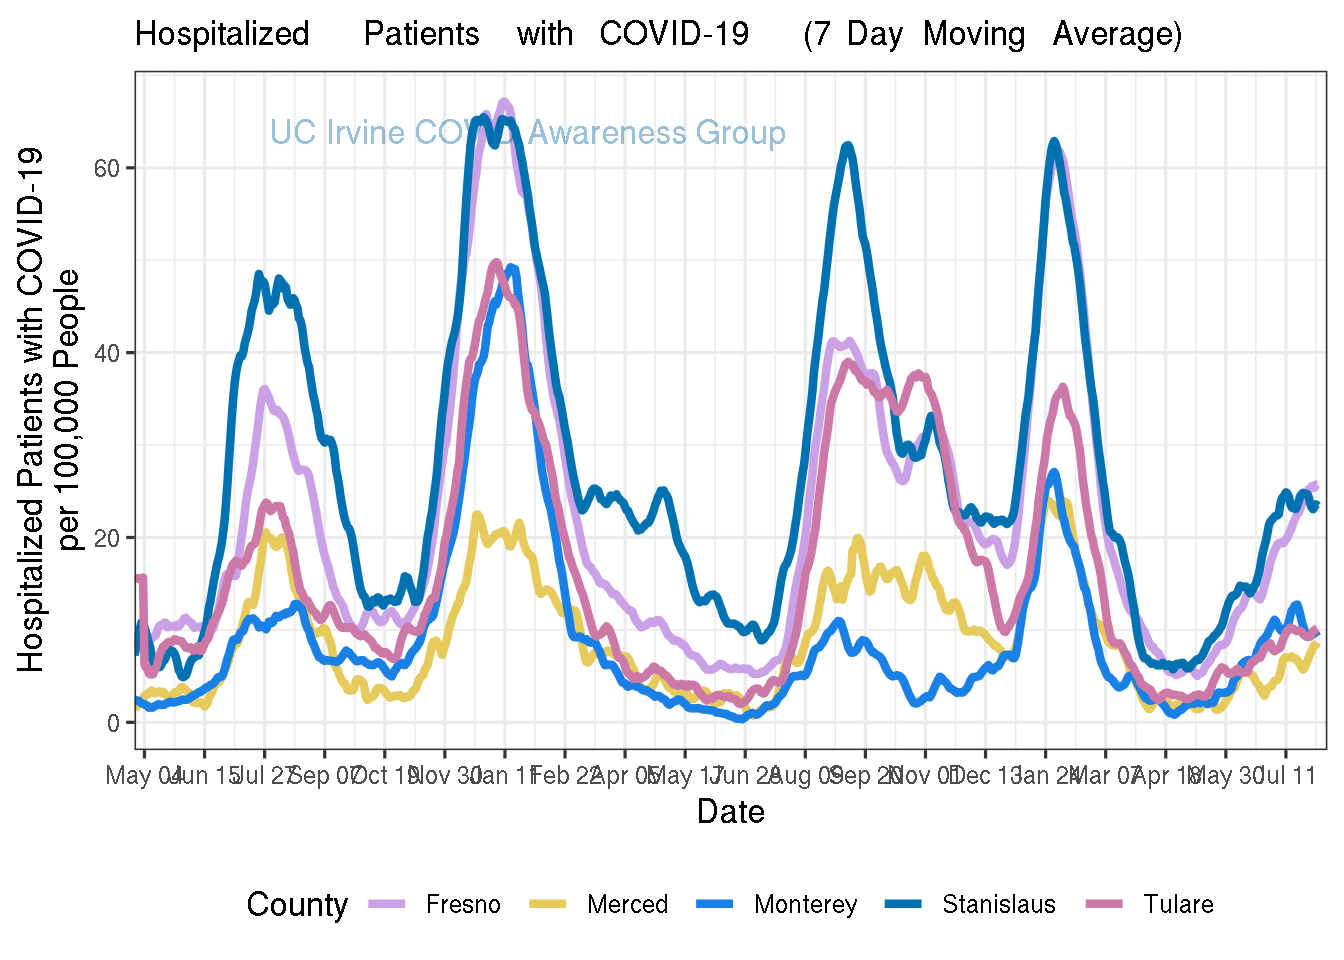 Hospitalized Patients with COVID-19 (7 Day Moving Average)
UC Irvine COVID Awareness Group
Hospitalized Patients with COVID-19
per 100,000 People
60
40
20
0
May 04 Jun 15 Jul 27 Sep 07 Oct 19 Nov 30 Jan 11 Feb 22 Apr 05 May 17 Jun 28 Aug 09 Sep 20 Nov 01 Dec 13 Jan 24 Mar 07 Apr 18 May 30 Jul 11
Date
County Fresno Merced Monterey Stanislaus Tulare